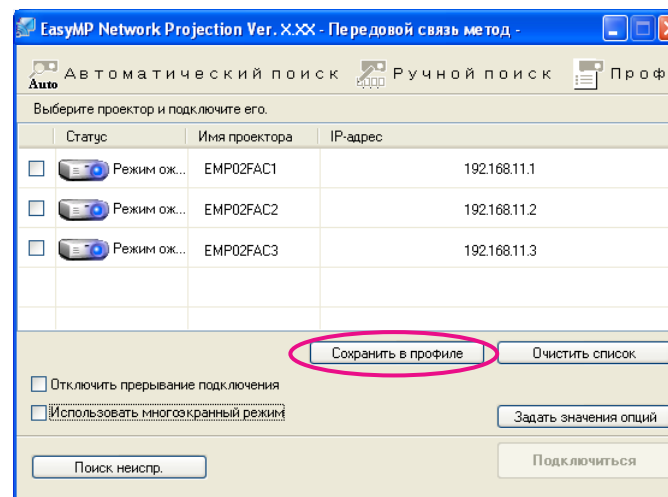 EasyMP Network Projection Ver. X.XX - Передовой связь метод -
Auto Автоматический поиск Ручной поиск Проф
Выберите проектор и подключите его.
Статус Имя проектора IP-адрес
Режим ож... EMP02FAC1 192.168.11.1
Режим ож... EMP02FAC2 192.168.11.2
Режим ож... EMP02FAC3 192.168.11.3
Сохранить в профиле Очистить список
Отключить прерывание подключения
Использовать многоэкранный режим
Задать значения опций
Поиск неиспр. Подключиться